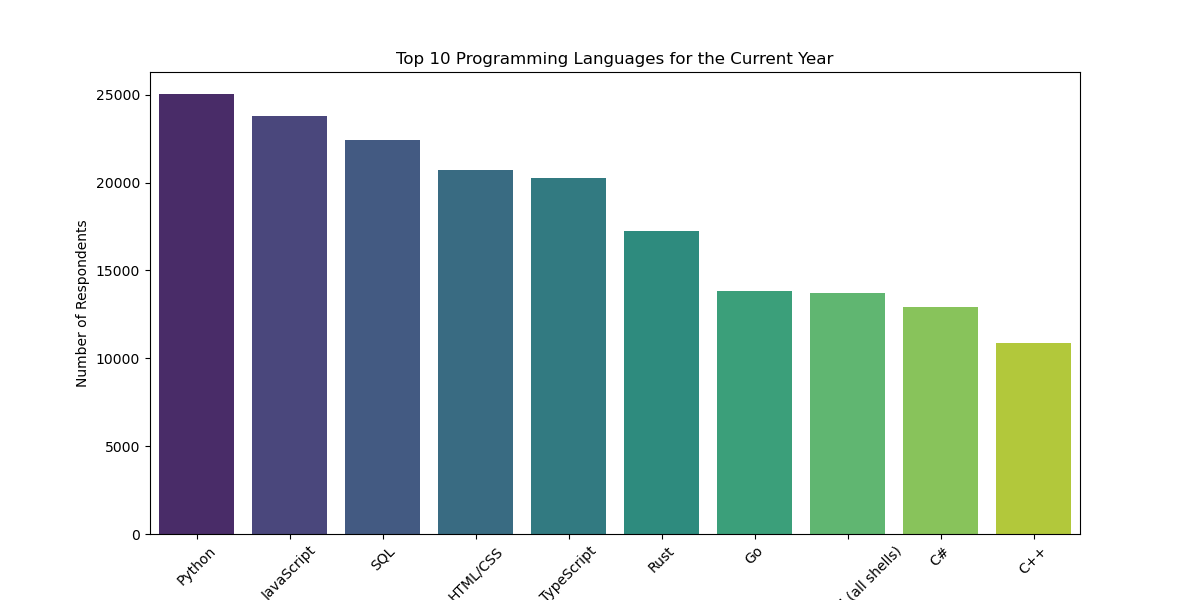 Top 10 Programming Languages for the Current Year
Number of Respondents
25000
20000
15000
10000
5000
0
Python
JavaScript
SQL
HTML/CSS
TypeScript
Rust
Go
(all shells)
C#
C++